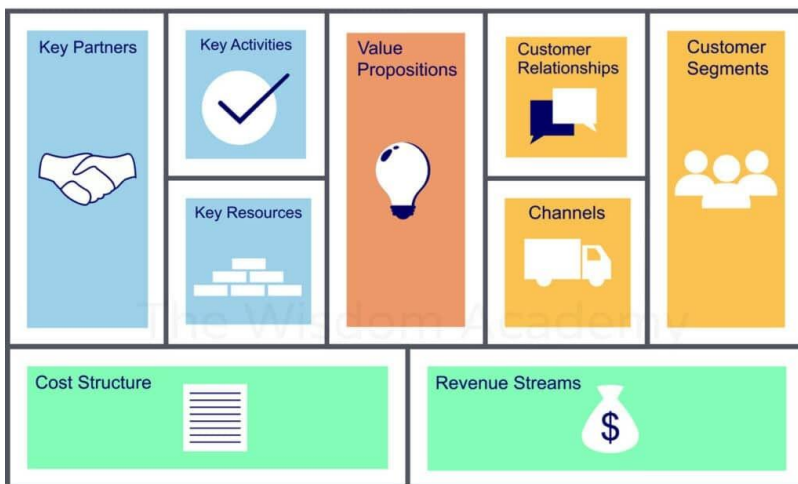 Key Partners
Key Activities
Key Resources
Value
Propositions
Customer
Relationships
Channels
Customer
Segments
The Wisdom Academy
Cost Structure
Revenue Streams
$